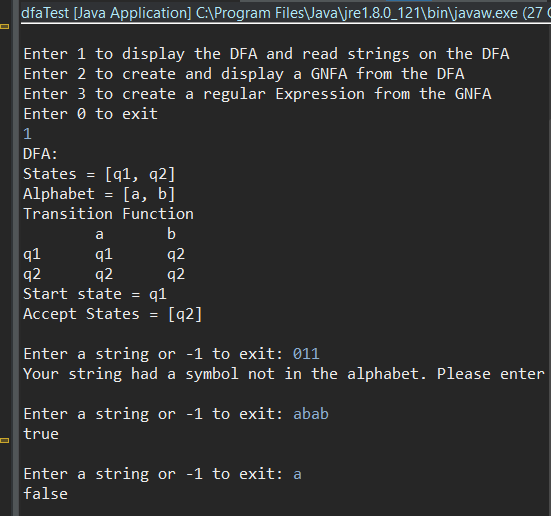 dfaTest [Java Application] C:\Program Files\Java\jre1.8.0_121\bin\javaw.exe (27
Enter 1 to display the DFA and read strings on the DFA
Enter 2 to create and display a GNFA from the DFA
Enter 3 to create a regular Expression from the GNFA
Enter 0 to exit
1
DFA:
States = [q1, q2]
Alphabet = [a, b]
Transition Function
a b
q1 q1 q2
q2 q2 q2
Start state = q1
Accept States = [q2]
Enter a string or -1 to exit: 011
Your string had a symbol not in the alphabet. Please enter
Enter a string or -1 to exit: abab
true
Enter a string or -1 to exit: a
false